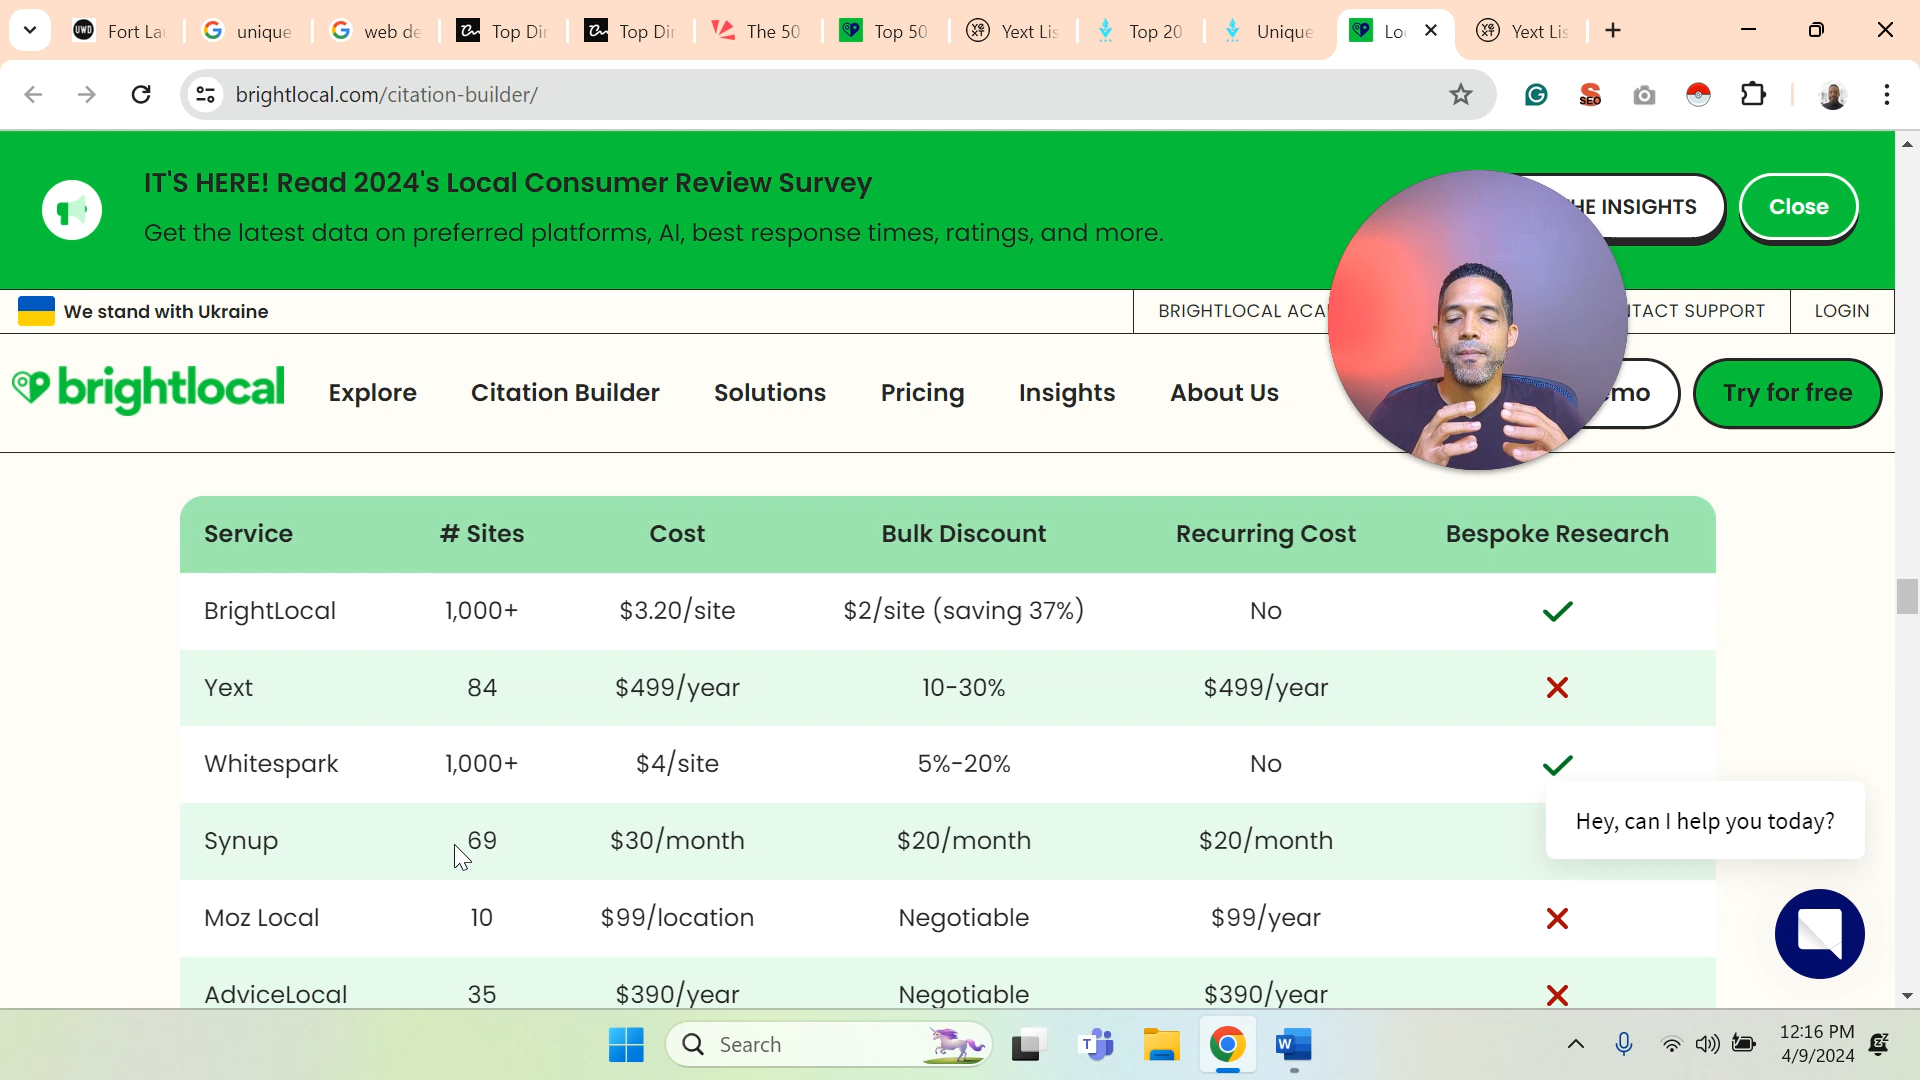 UWD Fort Lau
unique
web de
Top Dir
Top Dir
The 50
Top 50
Yext Lis
Top 20
Unique
Lo
Yext Lis
brightlocal.com/citation-builder/
SEO
IT'S HERE! Read 2024's Local Consumer Review Survey
Get the latest data on preferred platforms, AI, best response times, ratings, and more.
HE INSIGHTS
Close
We stand with Ukraine
BRIGHTLOCAL ACA
NTACT SUPPORT
LOGIN
brightlocal
Explore
Citation Builder
Solutions
Pricing
Insights
About Us
emo
Try for free
Service # Sites Cost Bulk Discount Recurring Cost Bespoke Research
BrightLocal 1,000+ $3.20/site $2/site (saving 37%) No
Yext 84 $499/year 10-30% $499/year
Whitespark 1,000+ $4/site 5%-20% No
Synup 69 $30/month $20/month $20/month
Moz Local 10 $99/location Negotiable $99/year
AdviceLocal 35 $390/year Negotiable $390/year
Hey, can I help you today?
Search
12:16 PM
4/9/2024